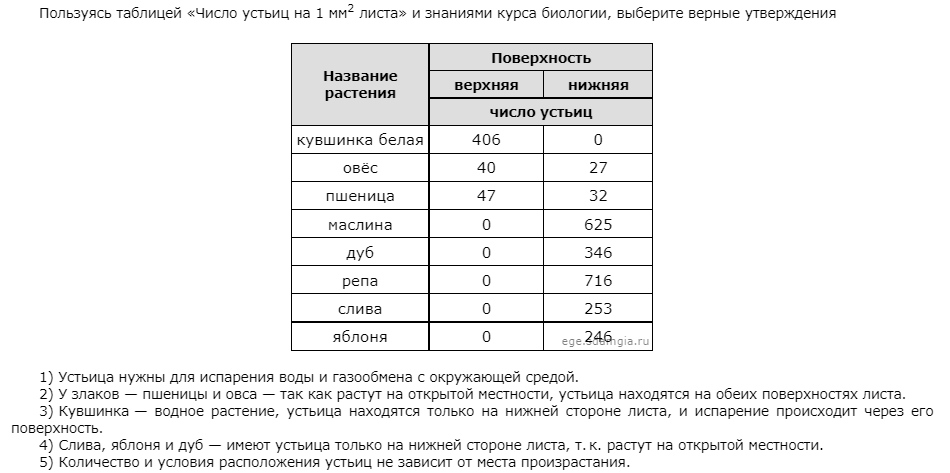 Пользуясь таблицей «Число устьиц на 1 мм² листа» и знаниями курса биологии, выберите верные утверждения
Название растения
Поверхность
верхняя нижняя
число устьиц
кувшинка белая 406 0
овёс 40 27
пшеница 47 32
маслина 0 625
дуб 0 346
репа 0 716
слива 0 253
яблоня 0 246
ege.sdamgia.ru
1) Устьица нужны для испарения воды и газообмена с окружающей средой.
2) У злаков — пшеницы и овса — так как растут на открытой местности, устьица находятся на обеих поверхностях листа.
3) Кувшинка — водное растение, устьица находятся только на нижней стороне листа, и испарение происходит через его
поверхность.
4) Слива, яблоня и дуб — имеют устьица только на нижней стороне листа, т. к. растут на открытой местности.
5) Количество и условия расположения устьиц не зависит от места произрастания.